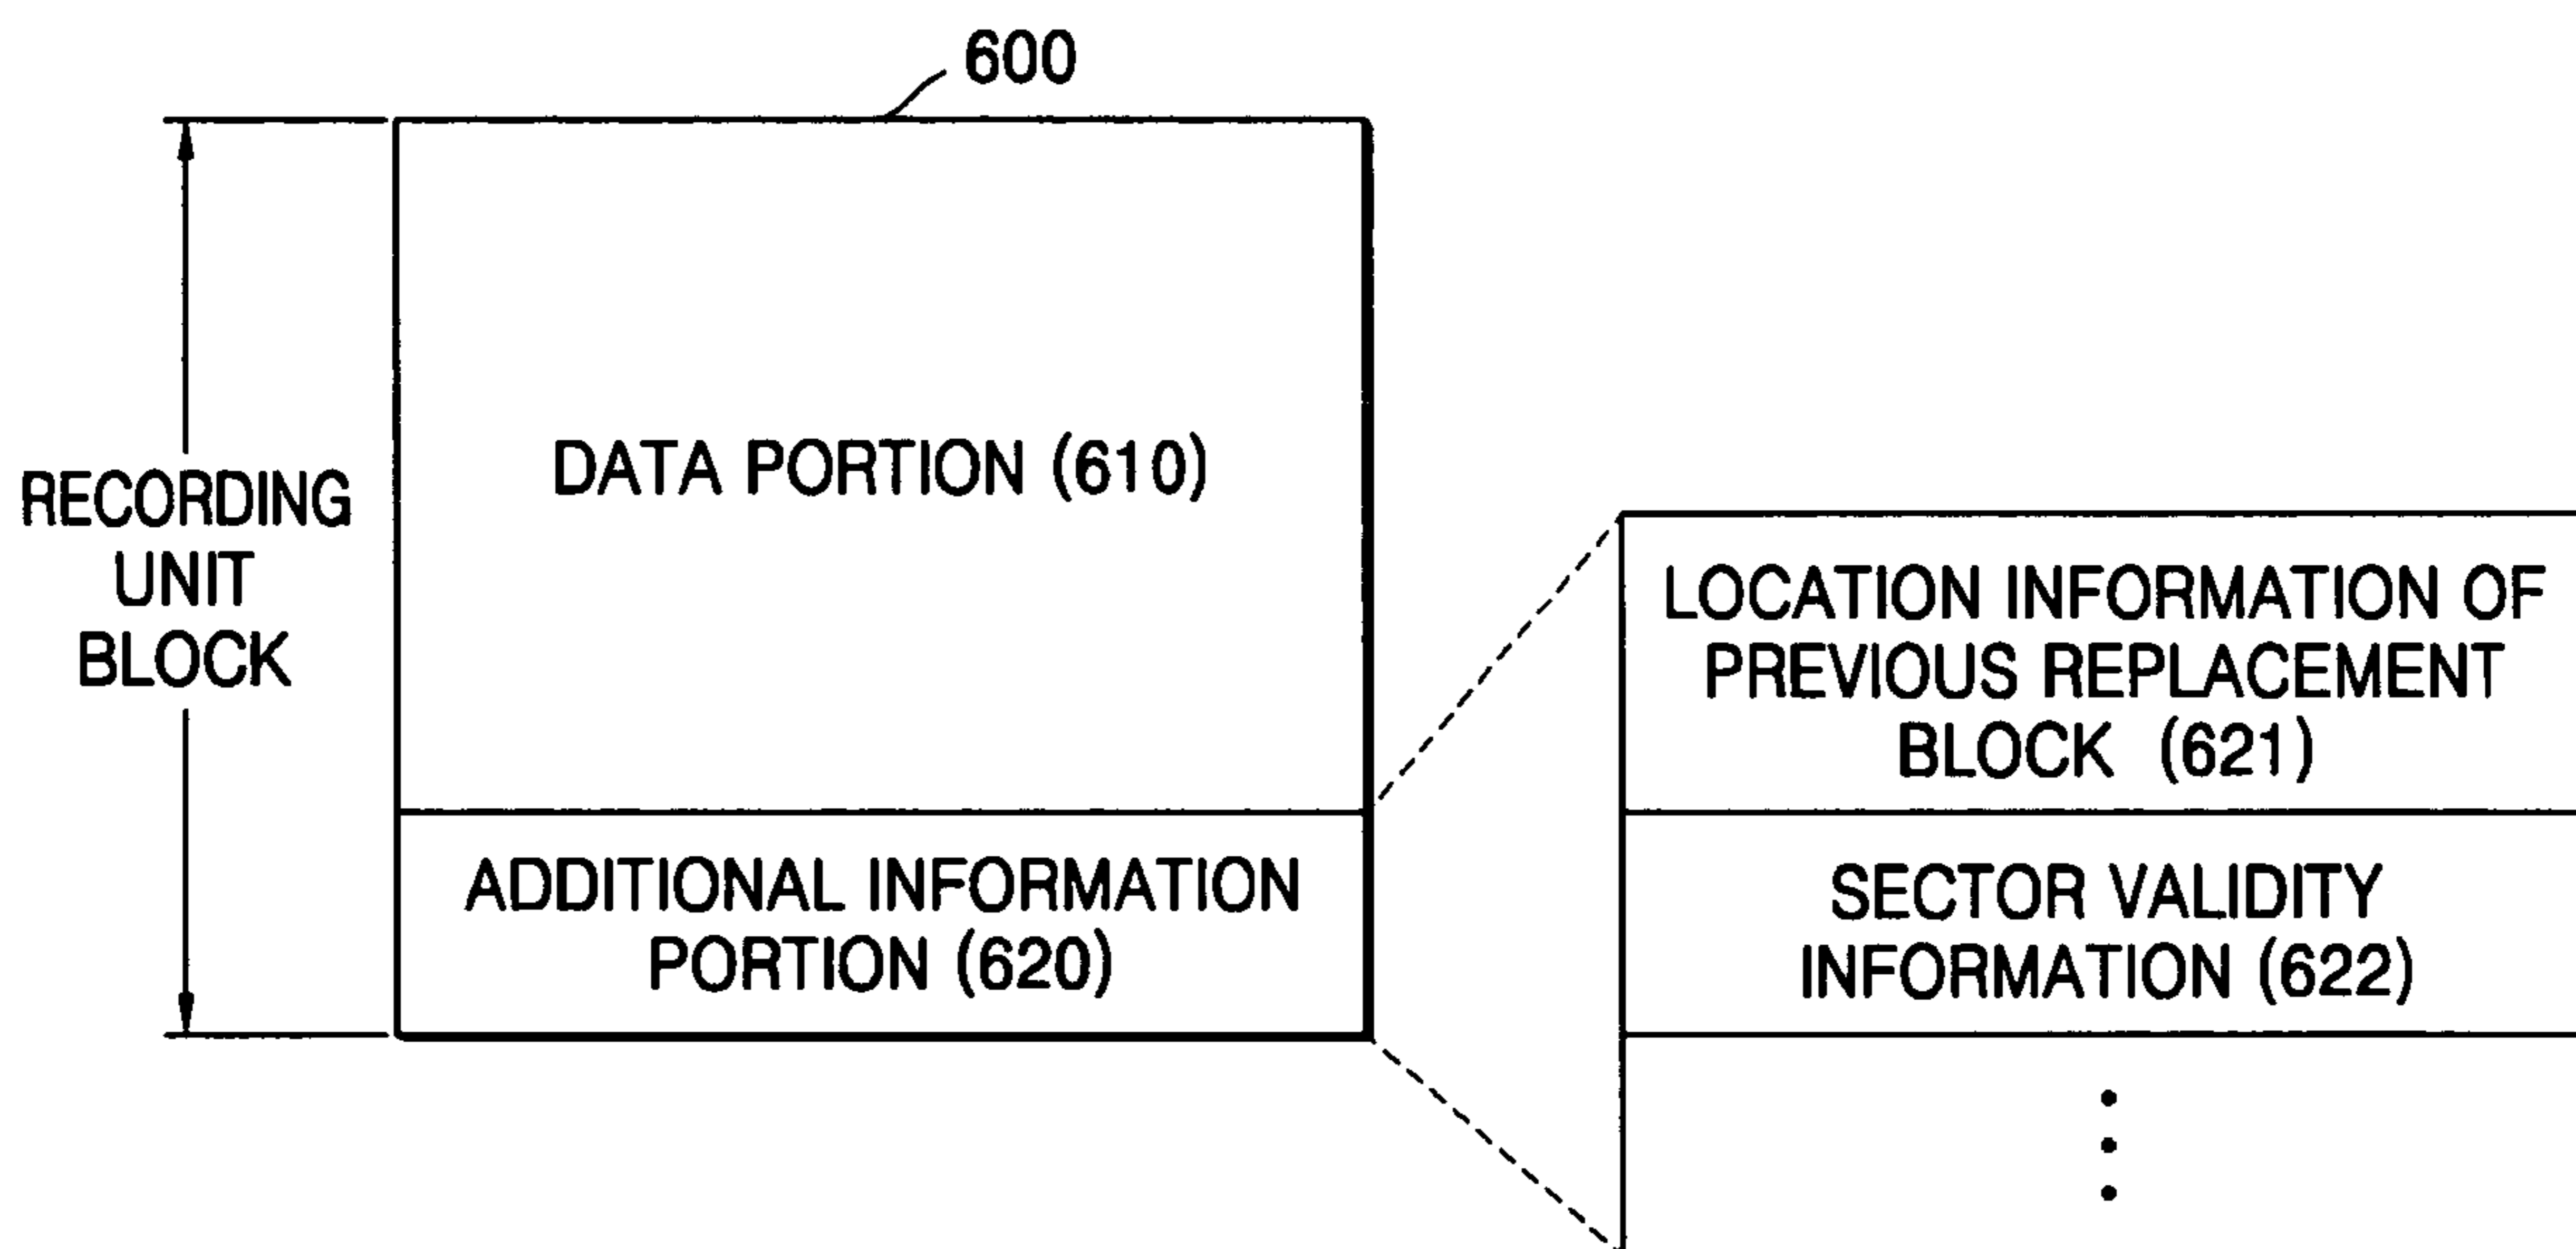 600
RECORDING
UNIT
BLOCK
DATA PORTION (610)
ADDITIONAL INFORMATION
PORTION (620)
LOCATION INFORMATION OF
PREVIOUS REPLACEMENT
BLOCK (621)
SECTOR VALIDITY
INFORMATION (622)